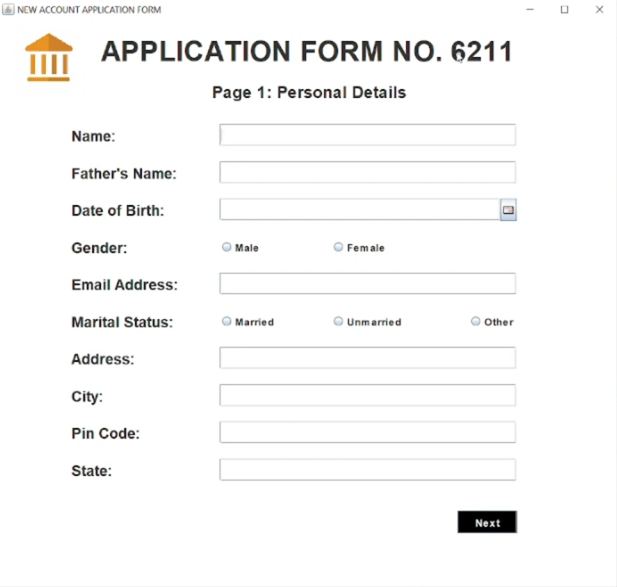 NEW ACCOUNT APPLICATION FORM
APPLICATION FORM NO. 6211
Page 1: Personal Details
Name:
Father's Name:
Date of Birth:
Gender: Male Female
Email Address:
Marital Status: Married Unmarried Other
Address:
City:
Pin Code:
State:
Next